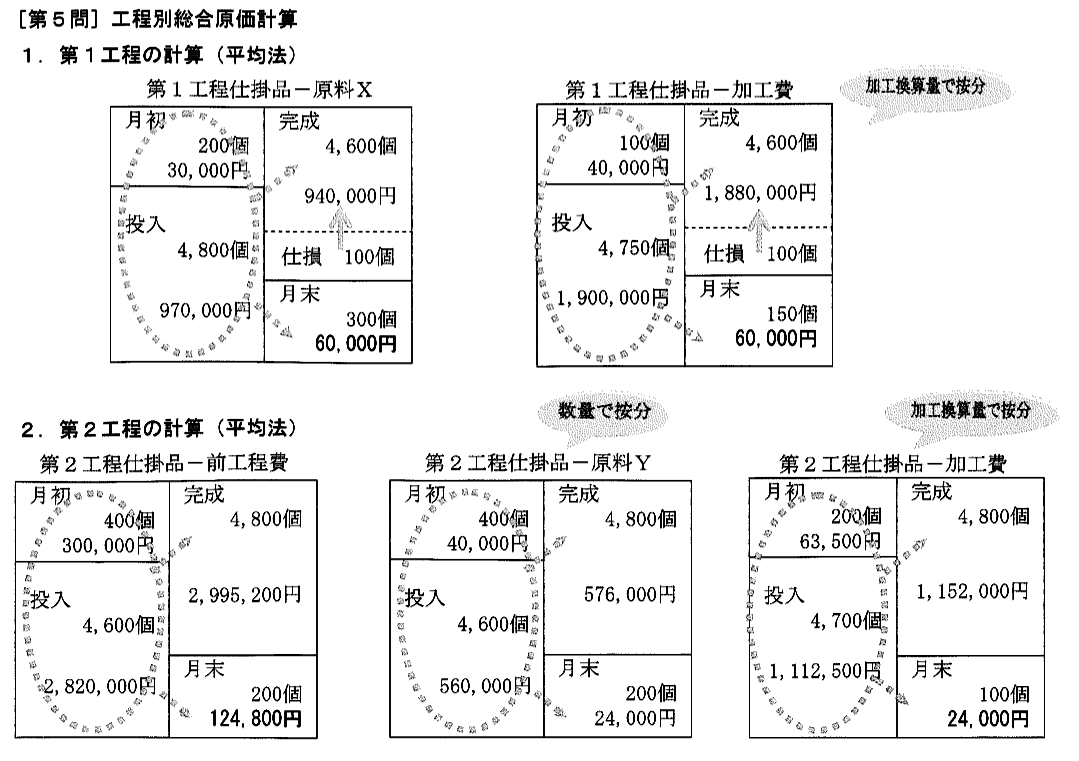 ［第５問］工程別総合原価計算
１．第１工程の計算（平均法）
第１工程仕掛品－原料Ｘ
月初
200個
30,000円
投入
4,800個
970,000円
完成
4,600個
940,000円
仕損 100個
月末
300個
60,000円
第１工程仕掛品－加工費
加工換算量で按分
月初
100個
40,000円
投入
4,750個
1,900,000円
完成
4,600個
1,880,000円
仕損 100個
月末
150個
60,000円
２．第２工程の計算（平均法）
第２工程仕掛品－前工程費
月初
400個
300,000円
投入
4,600個
2,820,000円
完成
4,800個
2,995,200円
月末
200個
124,800円
数量で按分
第２工程仕掛品－原料Ｙ
月初
400個
40,000円
投入
4,600個
560,000円
完成
4,800個
576,000円
月末
200個
24,000円
加工換算量で按分
第２工程仕掛品－加工費
月初
200個
63,500円
投入
4,700個
1,112,500円
完成
4,800個
1,152,000円
月末
100個
24,000円